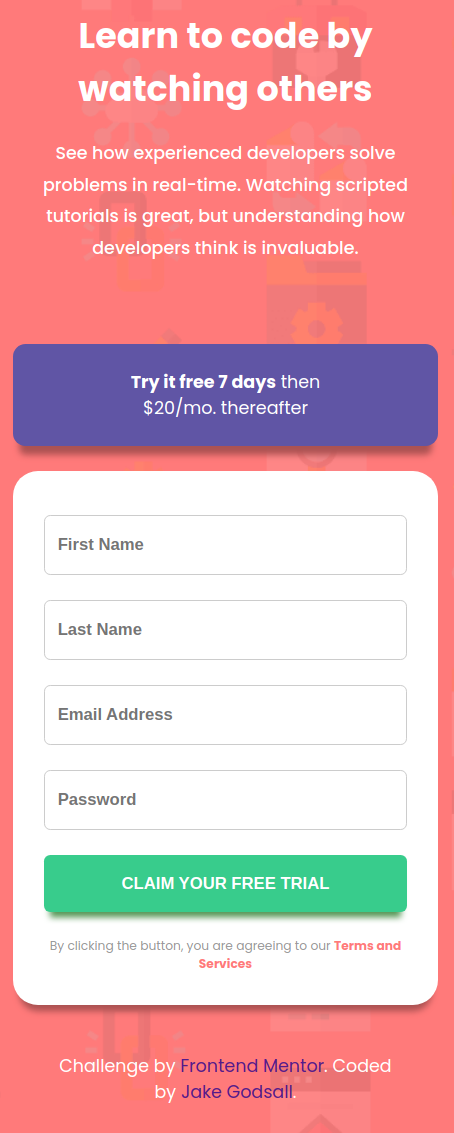 Learn to code by
watching others
See how experienced developers solve
problems in real-time. Watching scripted
tutorials is great, but understanding how
developers think is invaluable.
Try it free 7 days then
$20/mo. thereafter
First Name
Last Name
Email Address
Password
CLAIM YOUR FREE TRIAL
By clicking the button, you are agreeing to our Terms and
Services
Challenge by Frontend Mentor. Coded
by Jake Godsall.